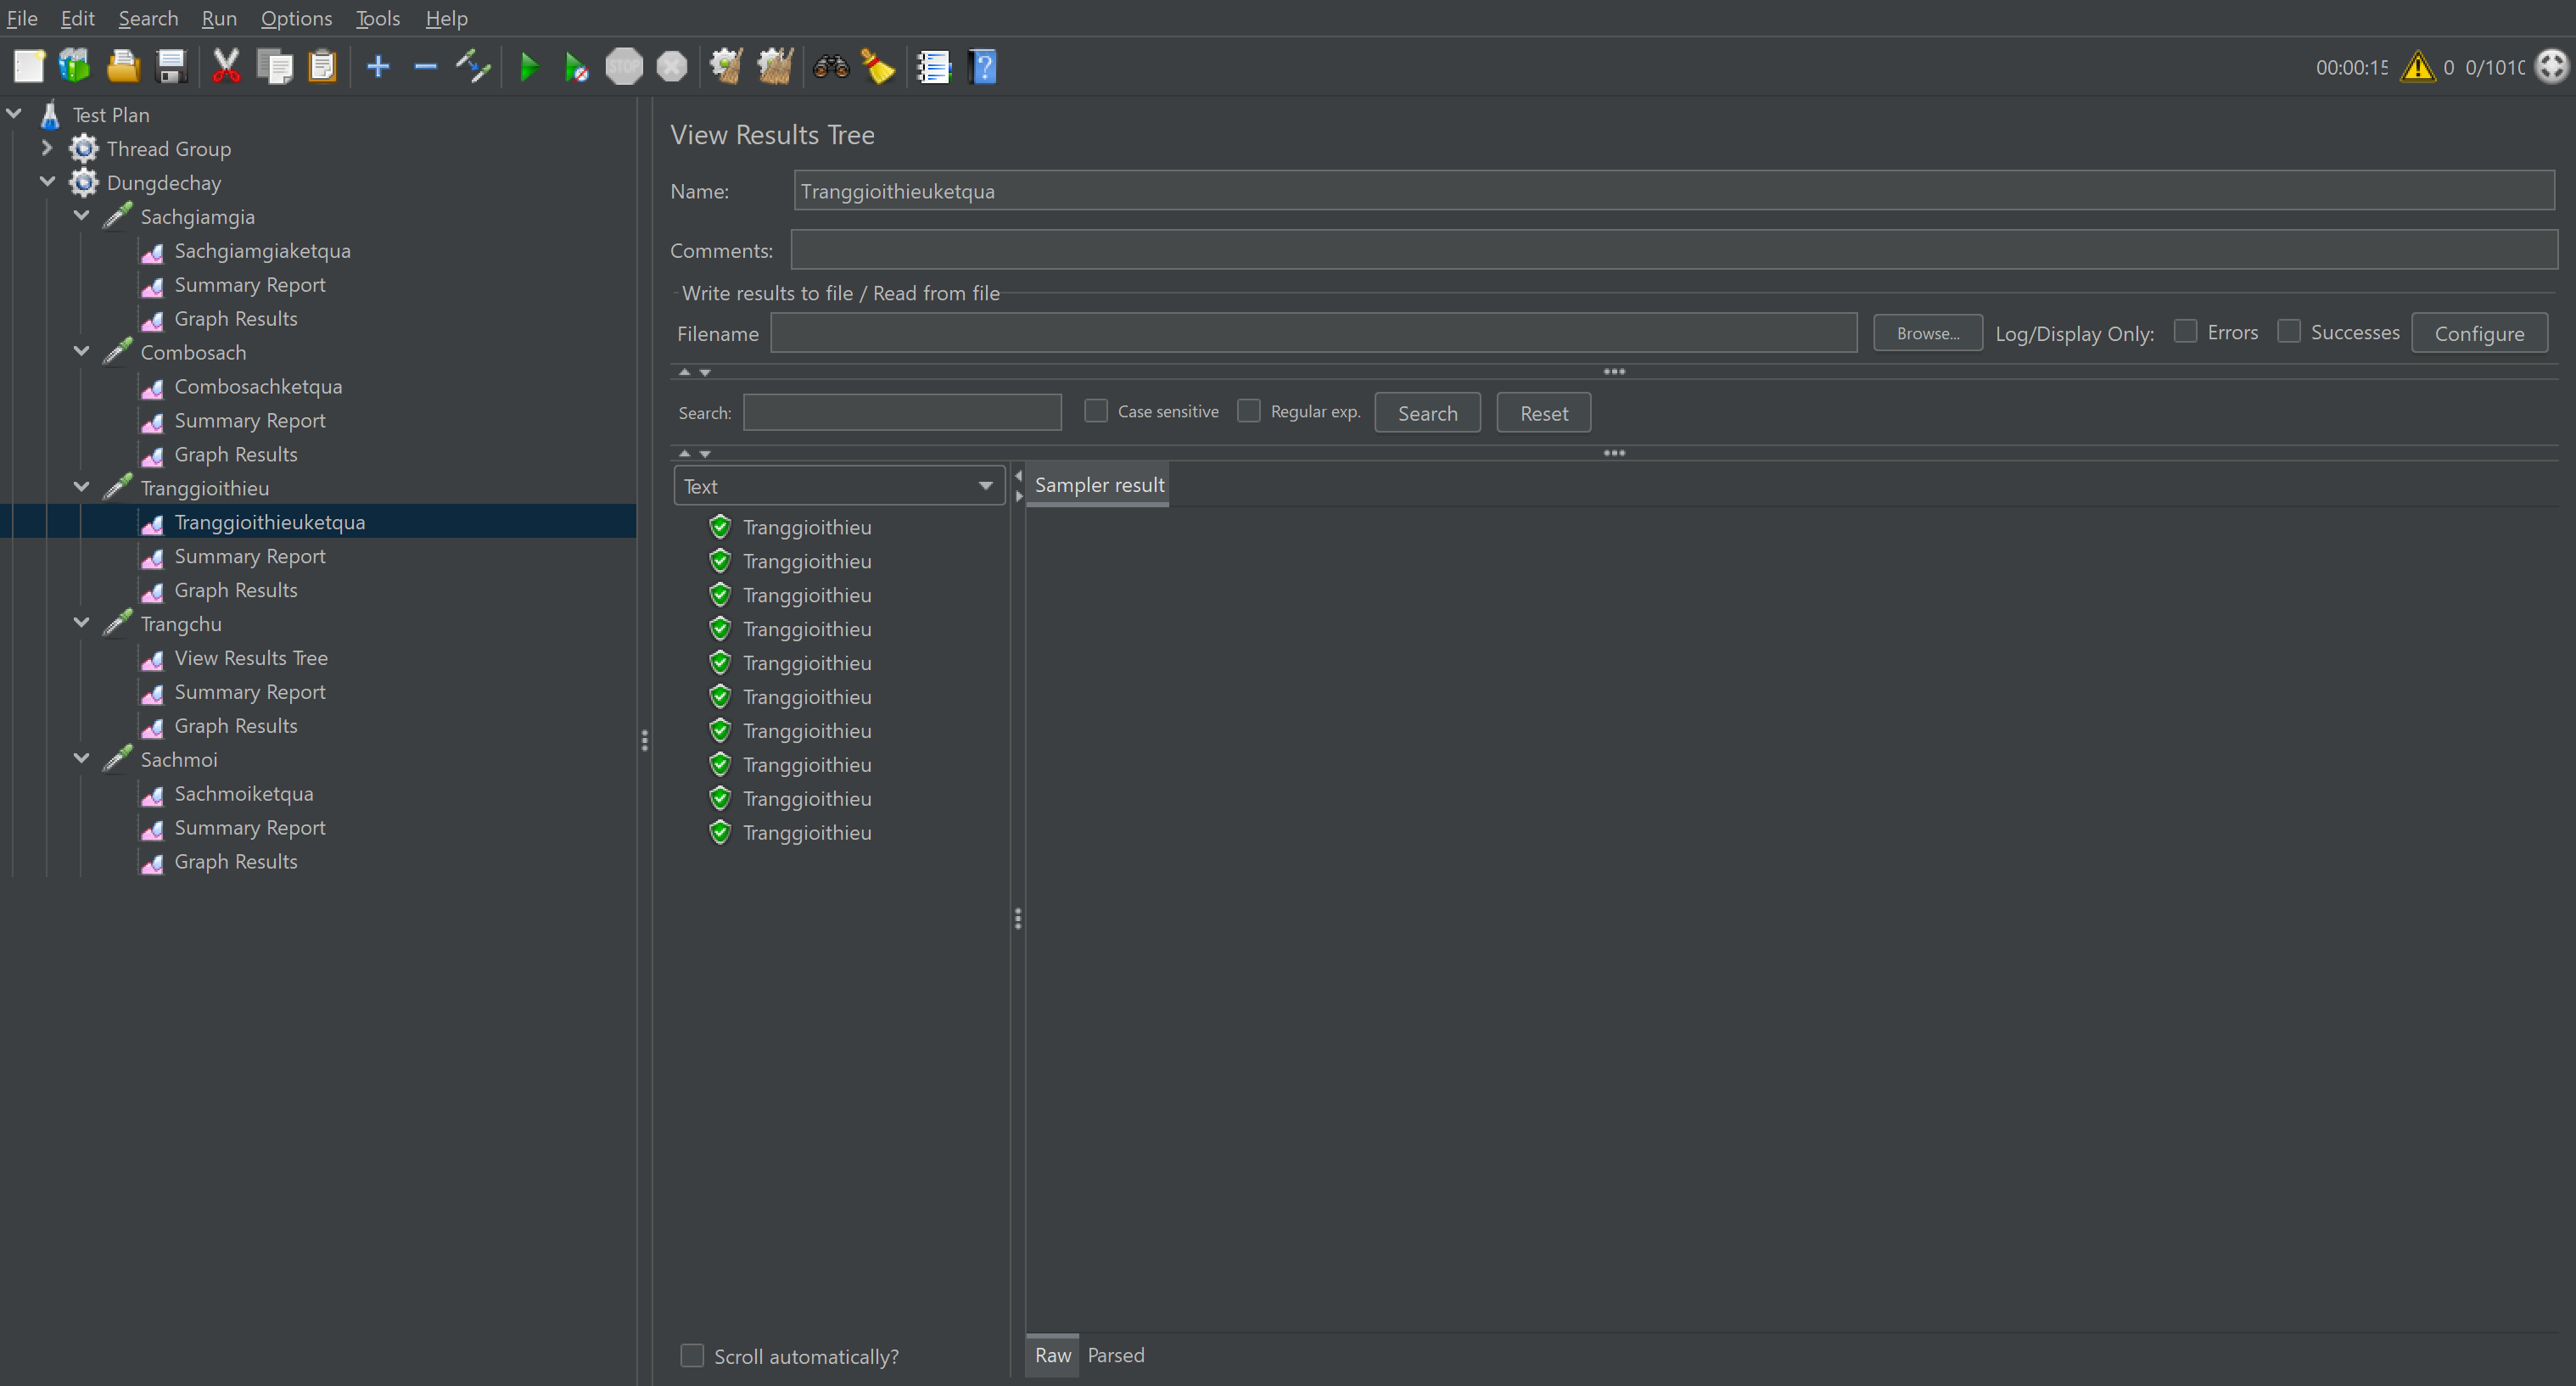 File Edit Search Run Options Tools Help
STOP
00:00:15 0 0/1010
Test Plan
Thread Group
Dungdechay
Sachgiamgia
Sachgiamgiaketqua
Summary Report
Graph Results
Combosach
Combosachketqua
Summary Report
Graph Results
Tranggioithieu
Tranggioithieuketqua
Summary Report
Graph Results
Trangchu
View Results Tree
Summary Report
Graph Results
Sachmoi
Sachmoiketqua
Summary Report
Graph Results
View Results Tree
Name: Tranggioithieuketqua
Comments:
Write results to file / Read from file
Filename Browse... Log/Display Only: Errors Successes Configure
Search: Case sensitive Regular exp. Search Reset
Text
Sampler result
Tranggioithieu
Tranggioithieu
Tranggioithieu
Tranggioithieu
Tranggioithieu
Tranggioithieu
Tranggioithieu
Tranggioithieu
Tranggioithieu
Tranggioithieu
Scroll automatically?
Raw Parsed